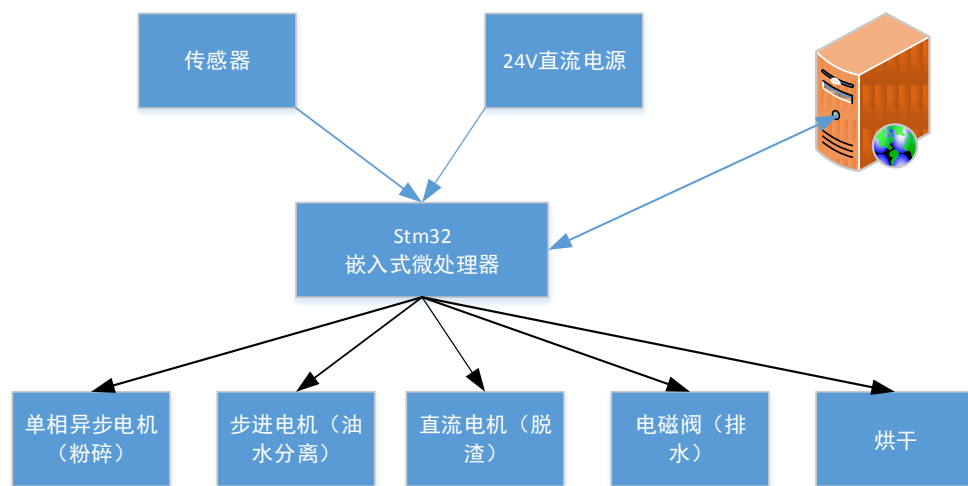 传感器
24V直流电源
Stm32
嵌入式微处理器
单相异步电机
（粉碎）
步进电机（油
水分离）
直流电机（脱
渣）
电磁阀（排
水）
烘干